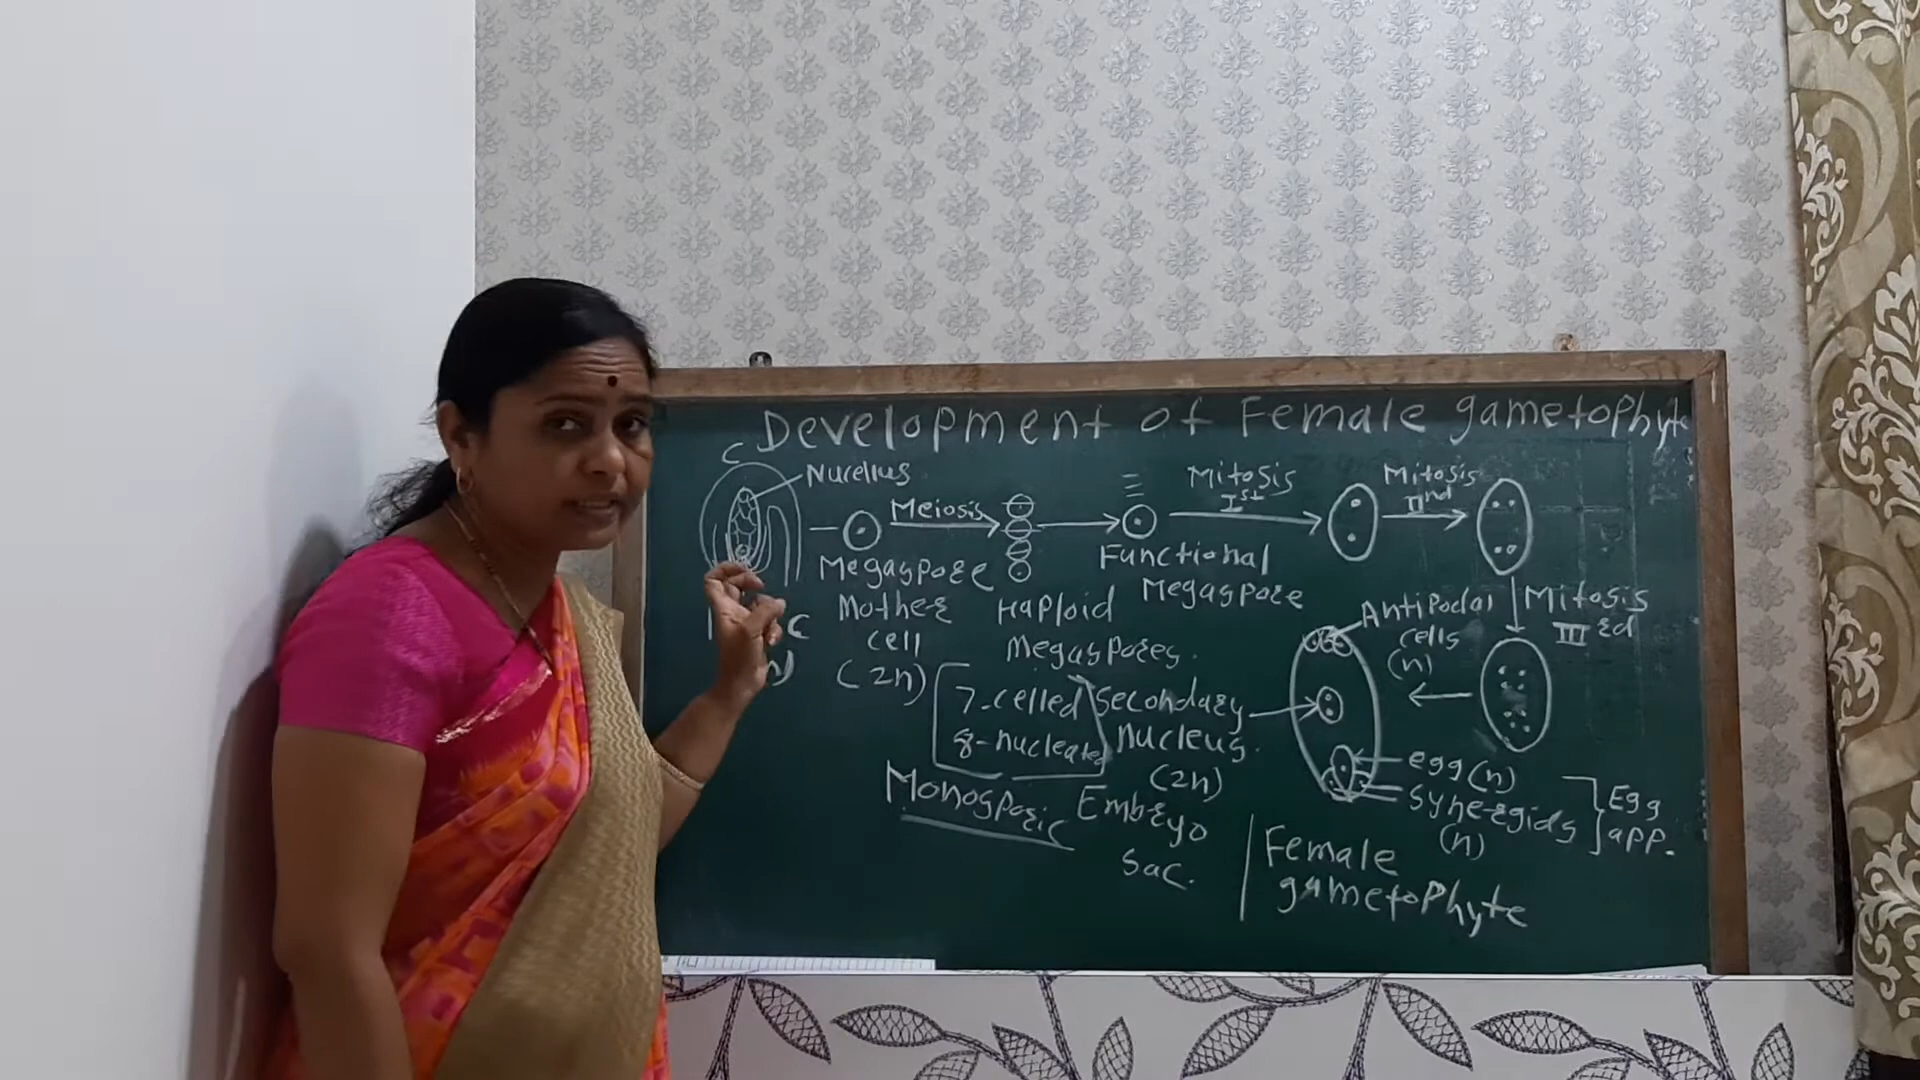 Development of Female gametophyte
C
Nucellus
Meiosis
Mitosis
Ist
Mitosis
IInd
Megaspore
Mother
cell
(2n)
Haploid
Megaspores.
Functional
Megaspore
Mitosis
IIIrd
Antipodal
cells
(n)
7-celled
8-nucleated
Secondary
nucleus.
(2n)
egg (n)
Synergids
(n)
Egg
app.
Monosporic
Embryo
Sac.
Female
gametophyte